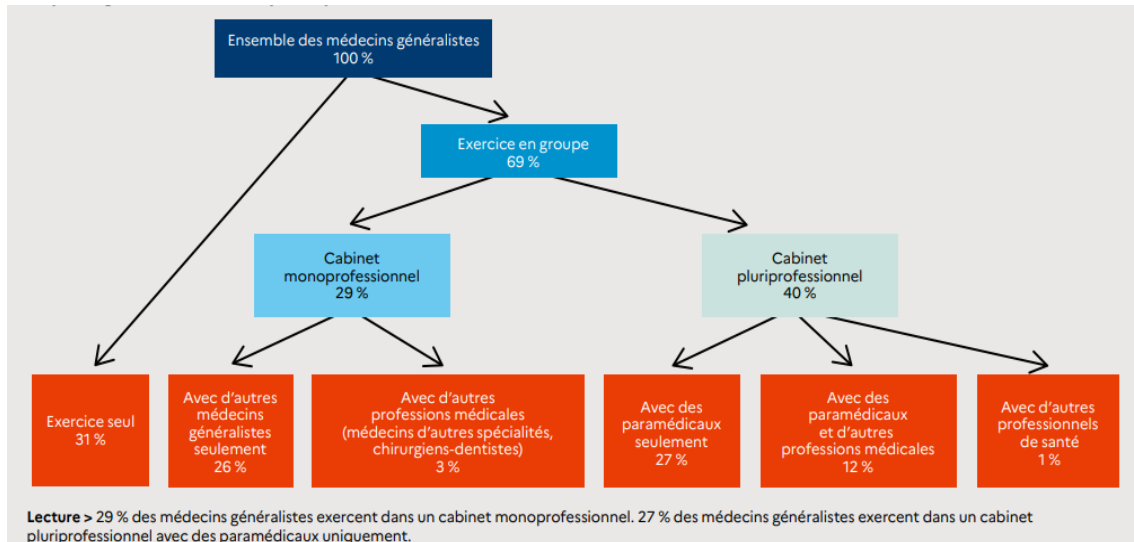 Ensemble des médecins généralistes
100 %
Exercice en groupe
69 %
Cabinet
monoprofessionnel
29 %
Cabinet
pluriprofessionnel
40 %
Exercice seul
31 %
Avec d'autres
médecins
généralistes
seulement
26 %
Avec d'autres
professions médicales
(médecins d'autres spécialités,
chirurgiens-dentistes)
3 %
Avec des
paramédicaux
seulement
27 %
Avec des
paramédicaux
et d'autres
professions médicales
12 %
Avec d'autres
professionnels
de santé
1 %
Lecture > 29 % des médecins généralistes exercent dans un cabinet monoprofessionnel. 27 % des médecins généralistes exercent dans un cabinet
pluriprofessionnel avec des paramédicaux uniquement.